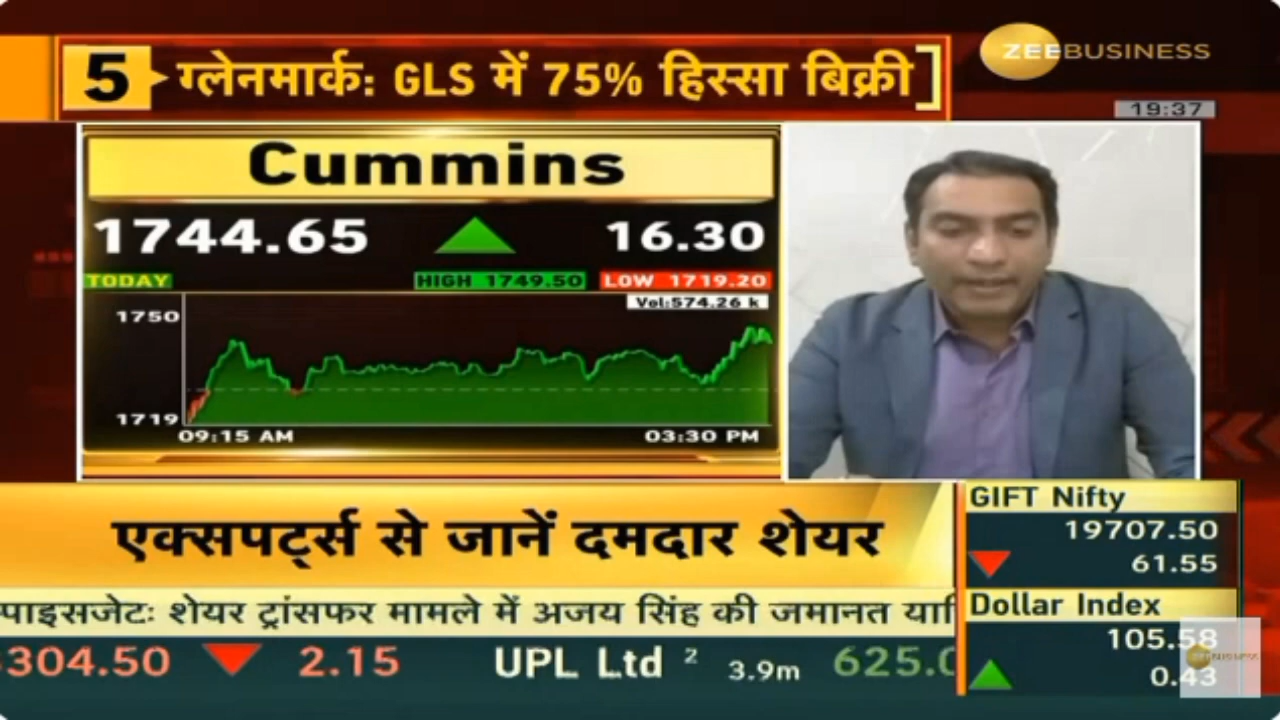 5 ग्लेनमार्क: GLS में 75% हिस्सा बिक्री
ZEEBUSINESS
19:37
Cummins
1744.65 16.30
TODAY HIGH 1749.50 LOW 1719.20
Vol:574.26 k
1750
1719
09:15 AM 03:30 PM
एक्सपर्ट्स से जानें दमदार शेयर
GIFT Nifty
19707.50
61.55
Dollar Index
105.58
0.43
पाइसजेटः शेयर ट्रांसफर मामले में अजय सिंह की जमानत
304.50 2.15 UPL Ltd z 3.9m 625.0
ZEEBUSINESS